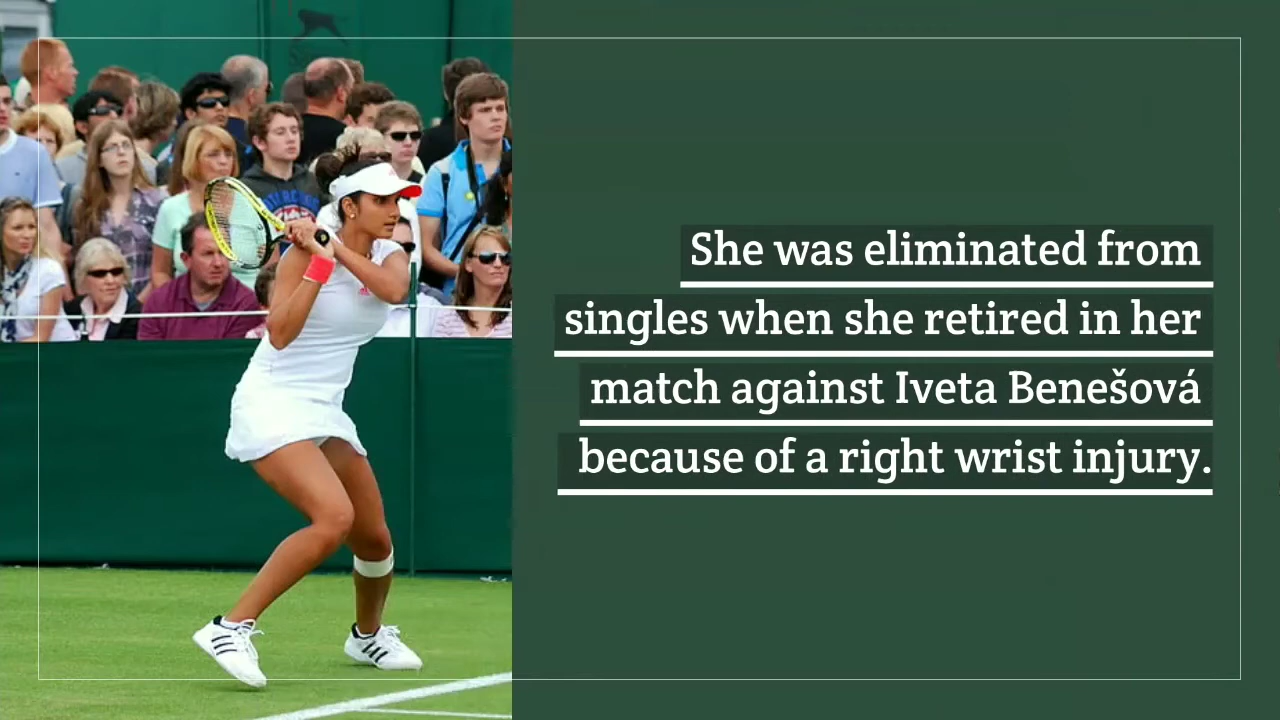 She was eliminated from
singles when she retired in her
match against Iveta Benešová
because of a right wrist injury.